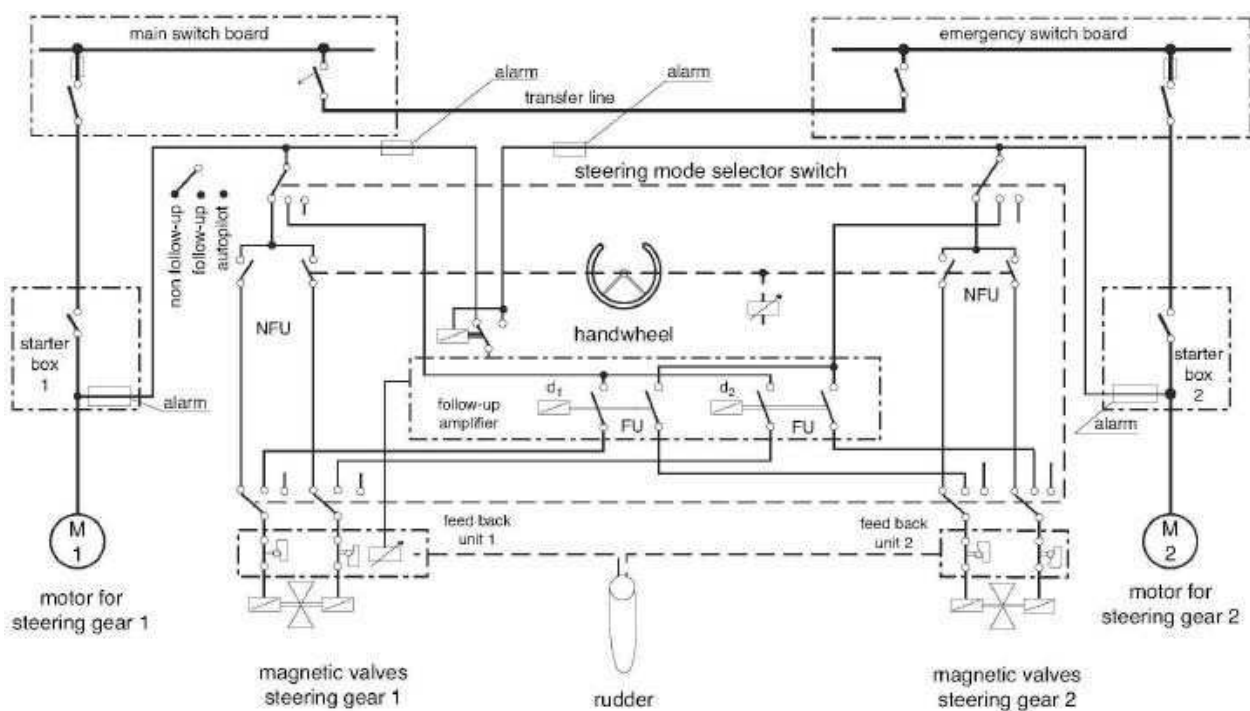 main switch board
emergency switch board
alarm
alarm
transfer line
steering mode selector switch
non follow-up
follow-up
autopilot
NFU
handwheel
NFU
starter
box
1
starter
box
2
alarm
alarm
d1
d2
follow-up
amplifier
FU
FU
feed back
unit 1
feed back
unit 2
M
1
M
2
motor for
steering gear 1
motor for
steering gear 2
magnetic valves
steering gear 1
rudder
magnetic valves
steering gear 2